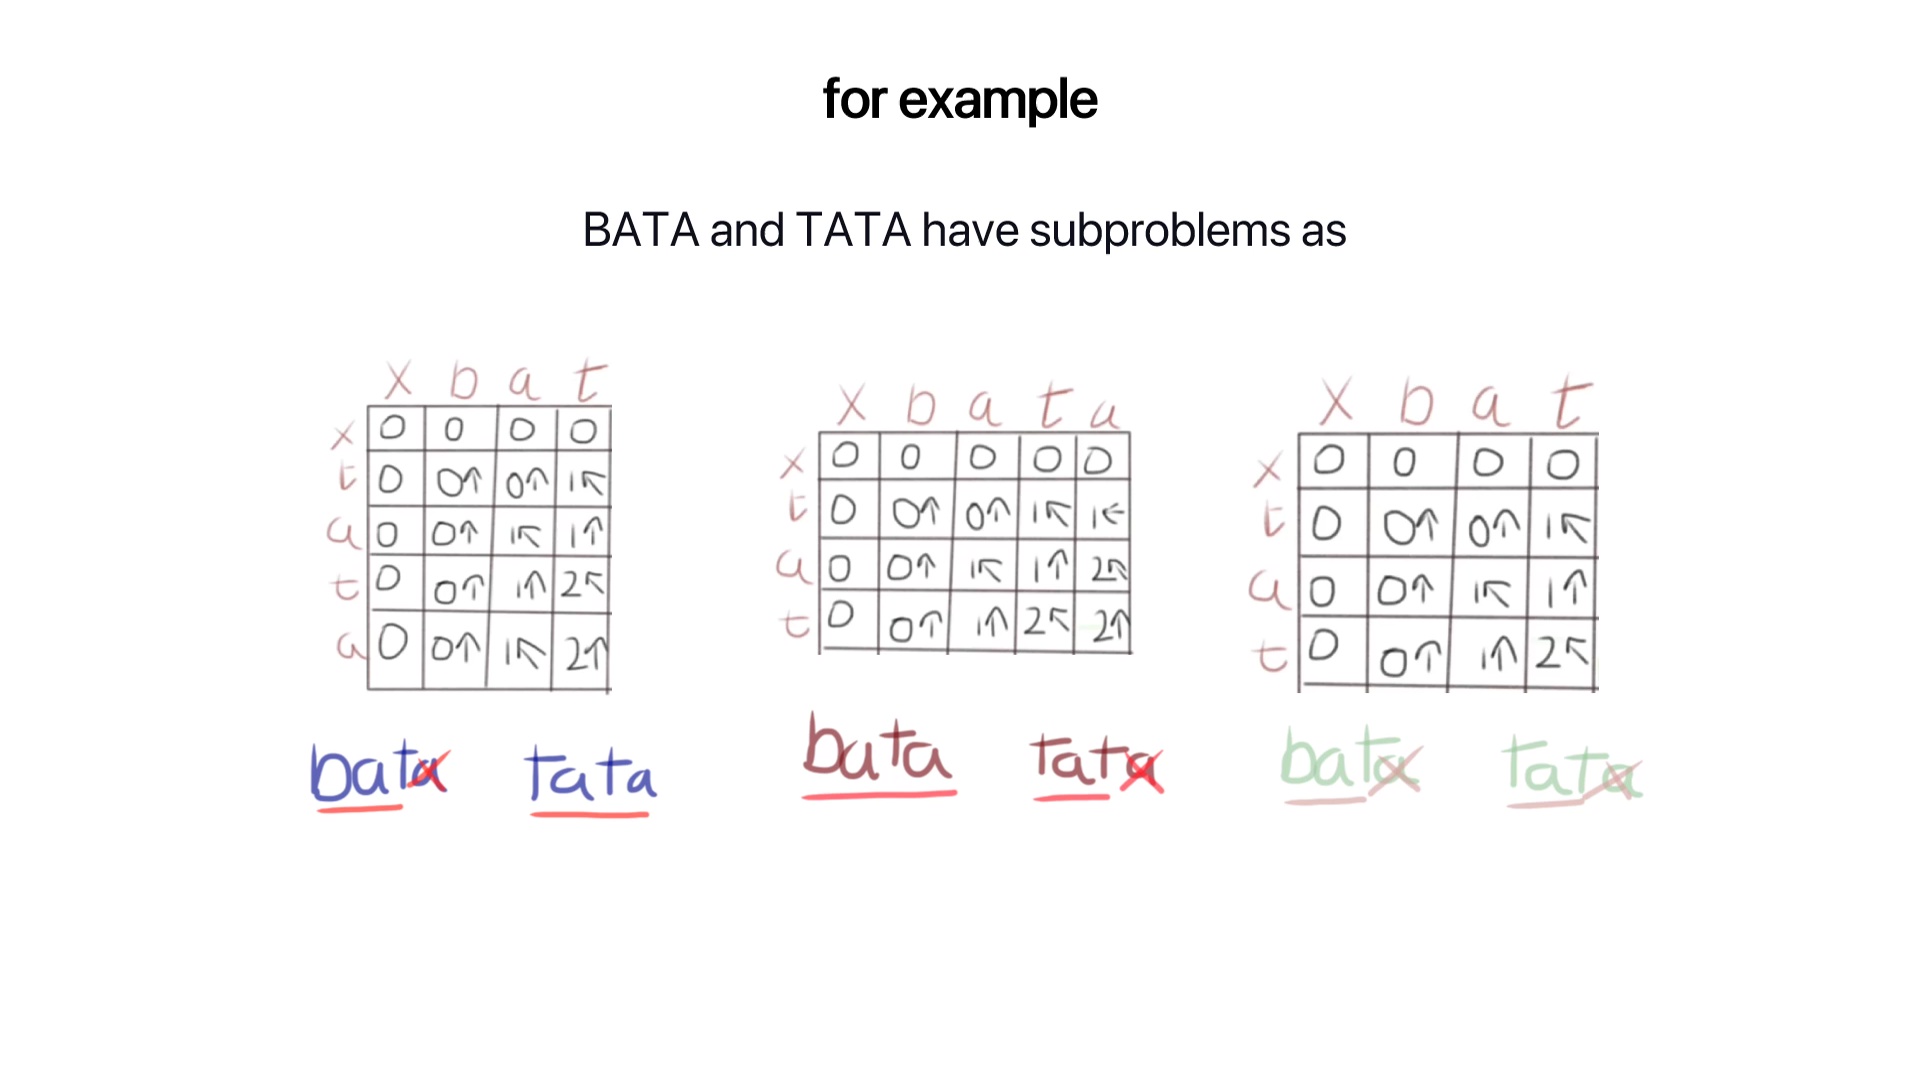 for example
BATA and TATA have subproblems as
x b a t
x 0 0 0 0
t 0 0↑ 0↑ 1↖
a 0 0↑ 1↖ 1↑
t 0 0↑ 1↑ 2↖
a 0 0↑ 1↖ 2↑
bata tata
x b a t a
x 0 0 0 0 0
t 0 0↑ 0↑ 1↖ 1←
a 0 0↑ 1↖ 1↑ 2↖
t 0 0↑ 1↑ 2↖ 2↑
bata tata
x b a t
x 0 0 0 0
t 0 0↑ 0↑ 1↖
a 0 0↑ 1↖ 1↑
t 0 0↑ 1↑ 2↖
bata tata